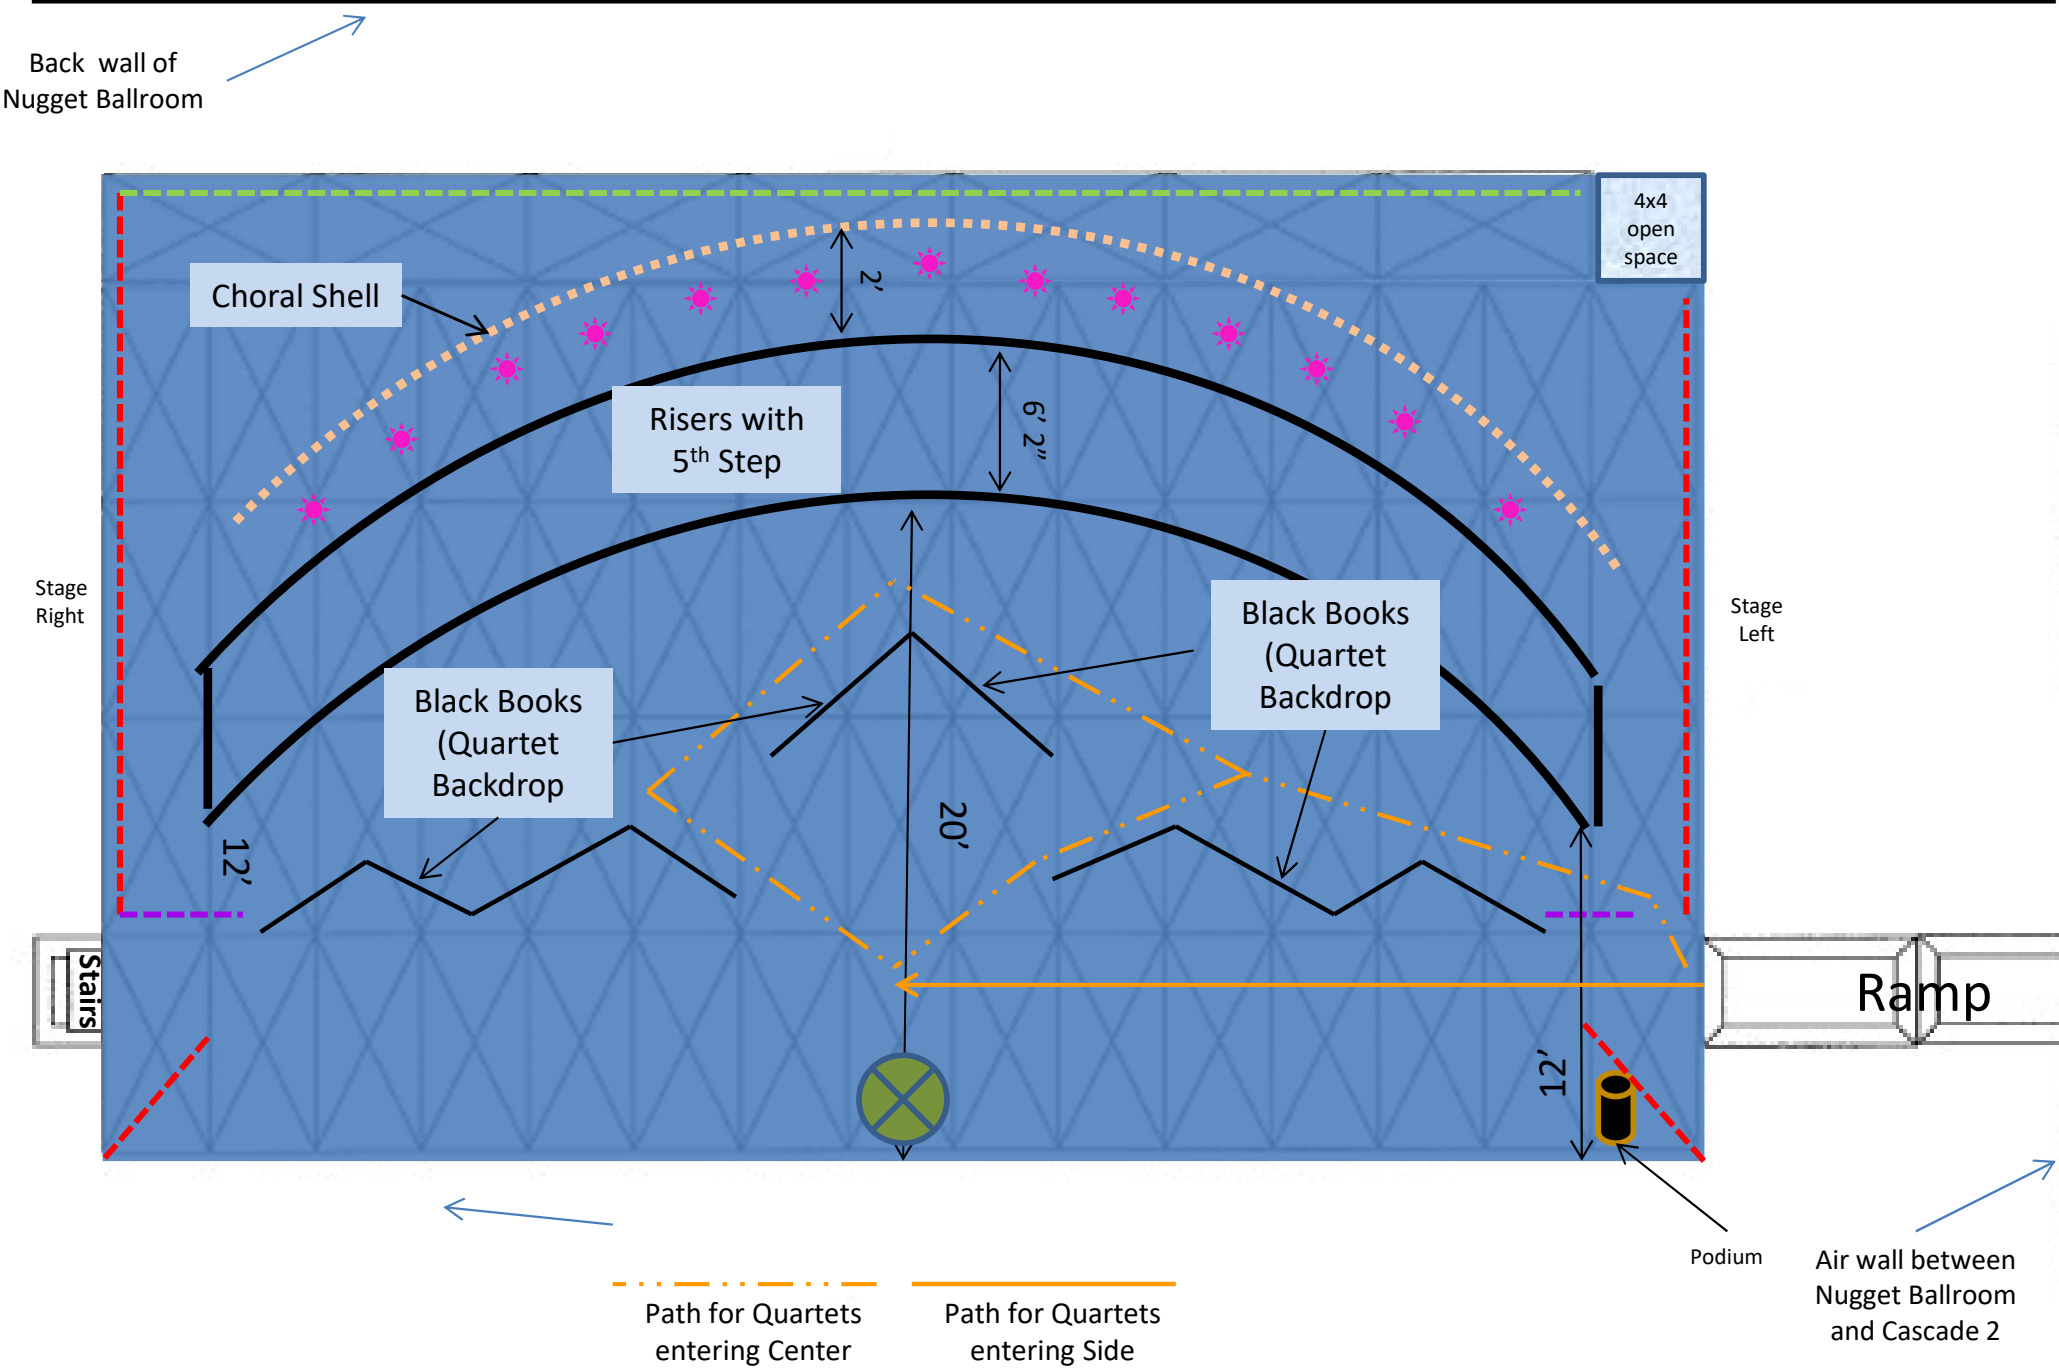 Back wall of
Nugget Ballroom
4x4
open
space
Choral Shell
2’
Risers with
5th Step
6’ 2”
Stage
Right
Stage
Left
Black Books
(Quartet
Backdrop
Black Books
(Quartet
Backdrop
20’
12’
Stairs
Ramp
12’
Podium
Air wall between
Nugget Ballroom
and Cascade 2
Path for Quartets
entering Center
Path for Quartets
entering Side